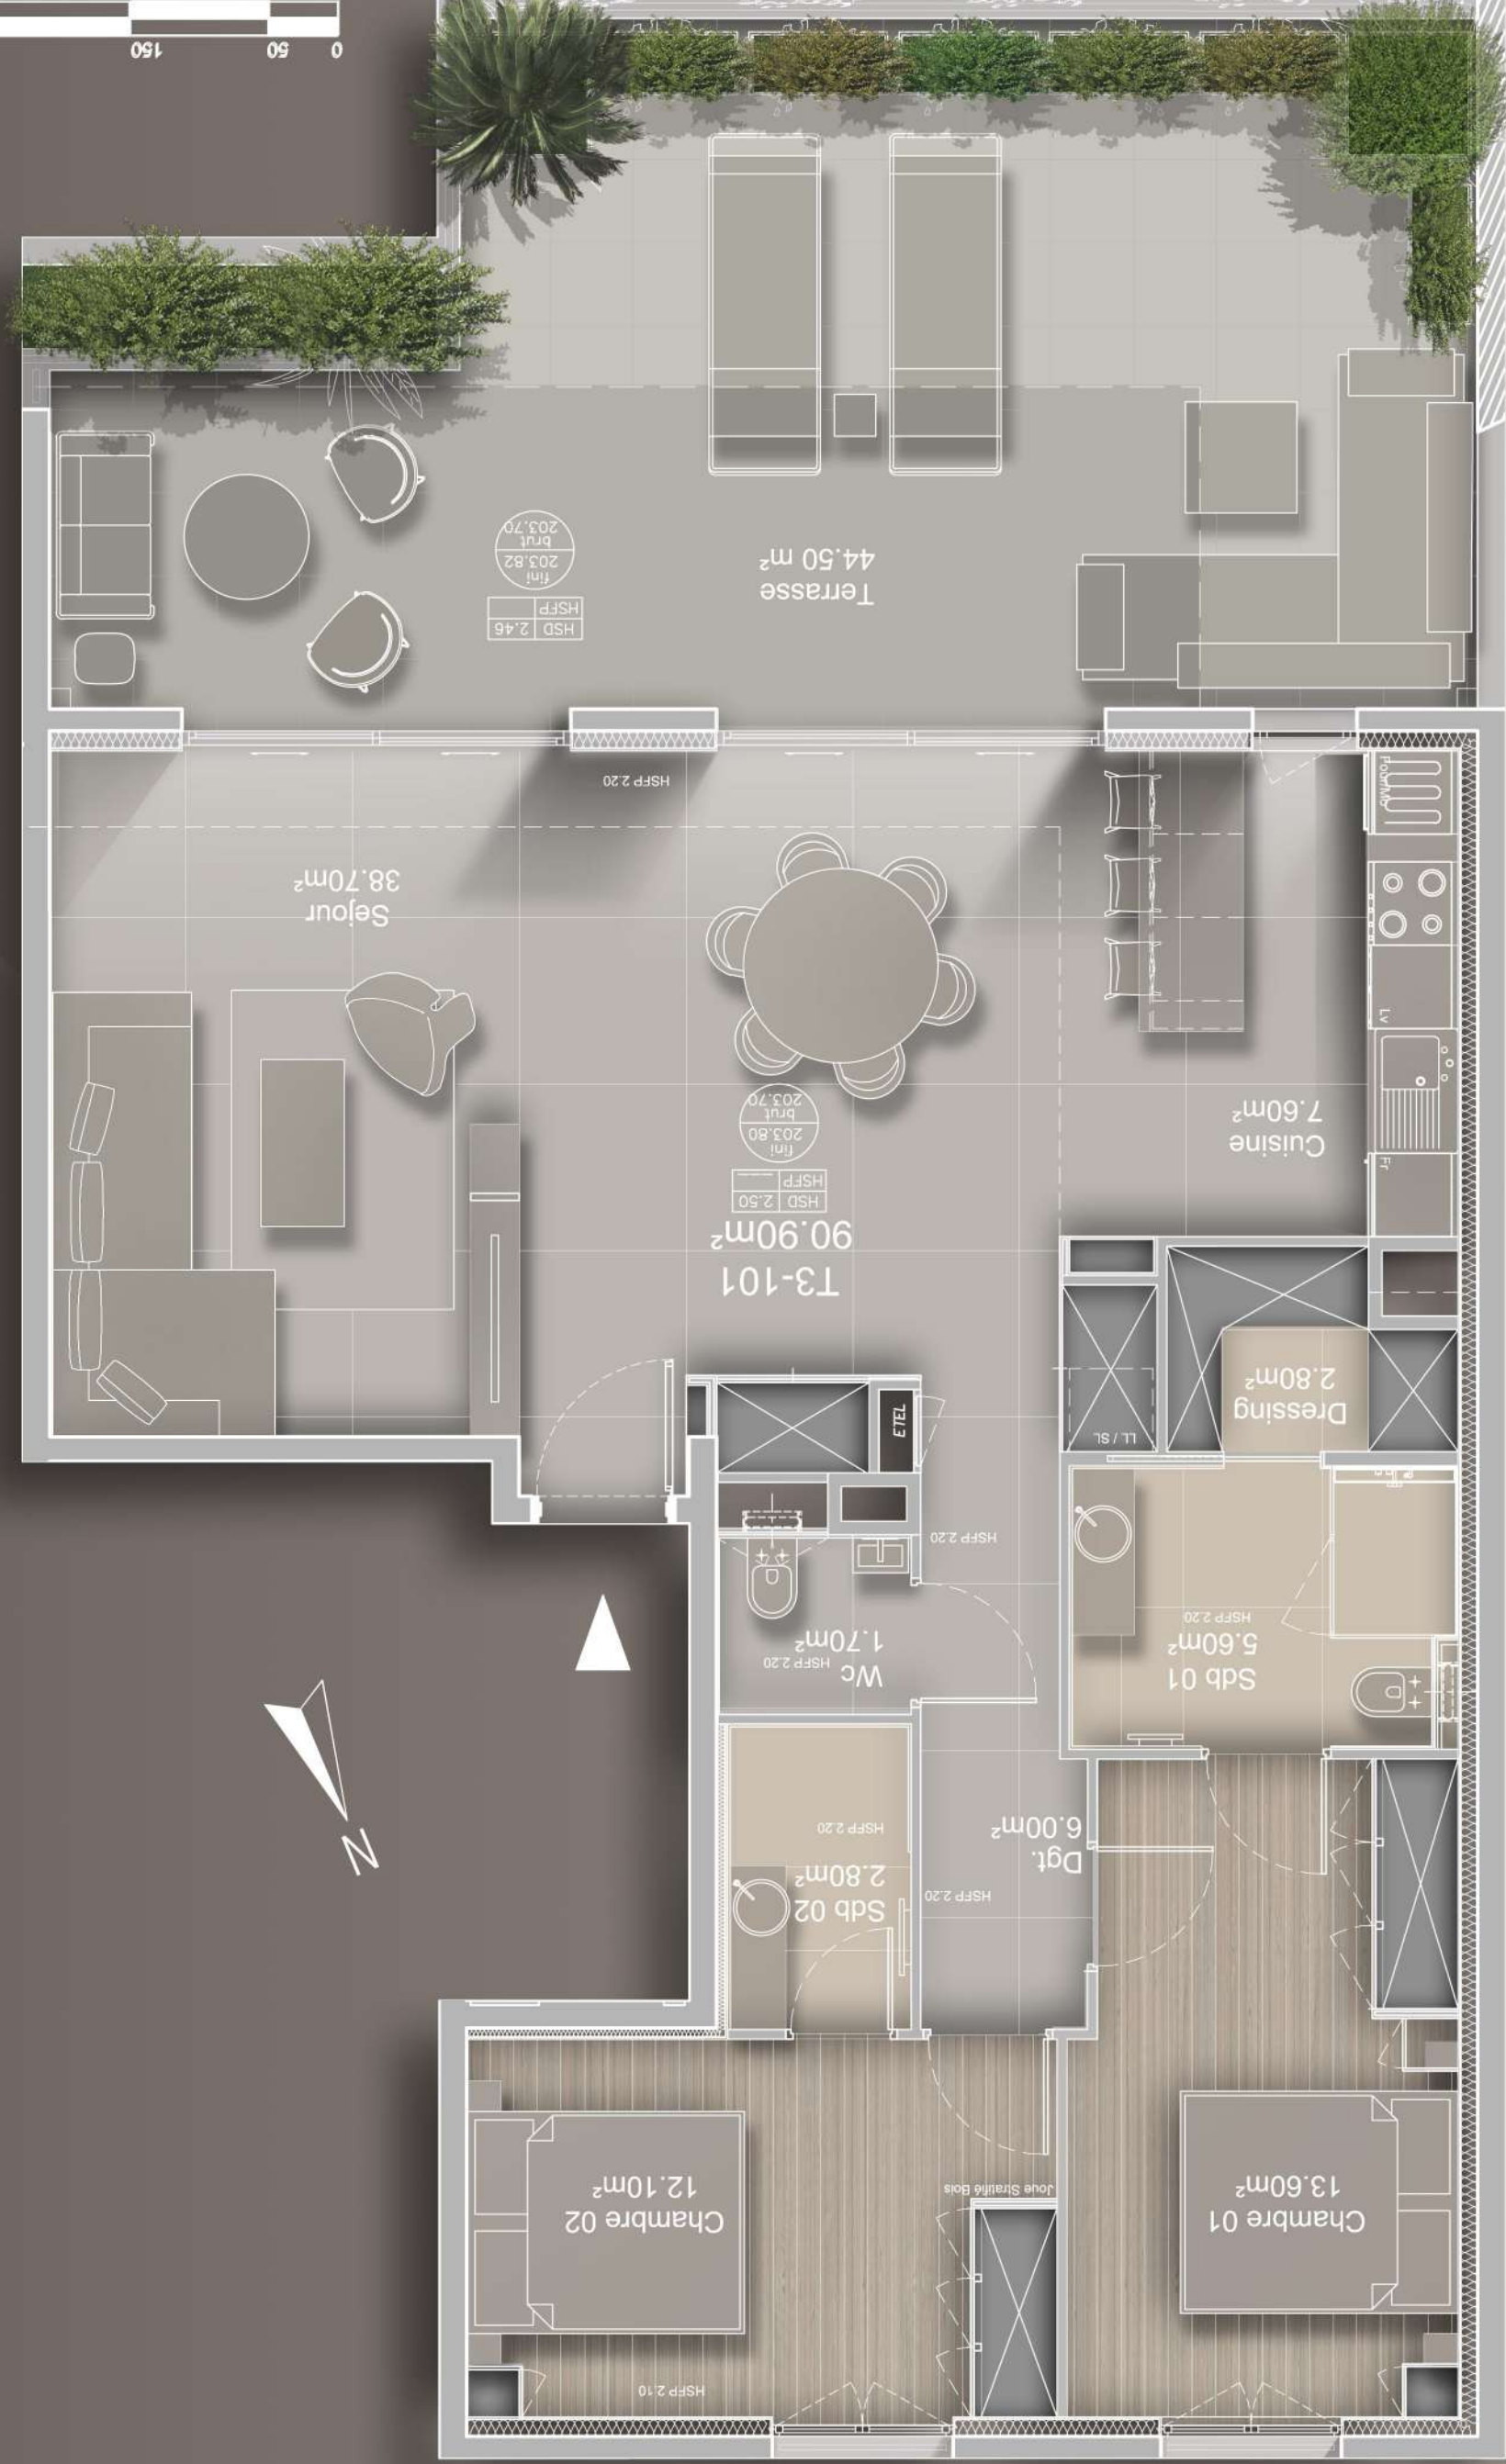 HSFP 2.10
Chambre 01
13.60m²
Chambre 02
12.10m²
Joue Stratifié Bois
Dgt.
6.00m²
HSFP 2.20
Sdb 02
2.80m²
HSFP 2.20
N
Sdb 01
5.60m²
HSFP 2.20
Wc
1.70m²
HSFP 2.20
HSFP 2.20
LL / SL
ETEL
Dressing
2.80m²
T3-101
90.90m²
HSD 2.50
HSFP
fini
203.80
brut
203.70
Fr
Cuisine
7.60m²
Lv
Sejour
38.70m²
HSFP 2.20
HSD 2.46
HSFP
fini
203.82
brut
203.70
Terrasse
44.50 m²
0 50 150